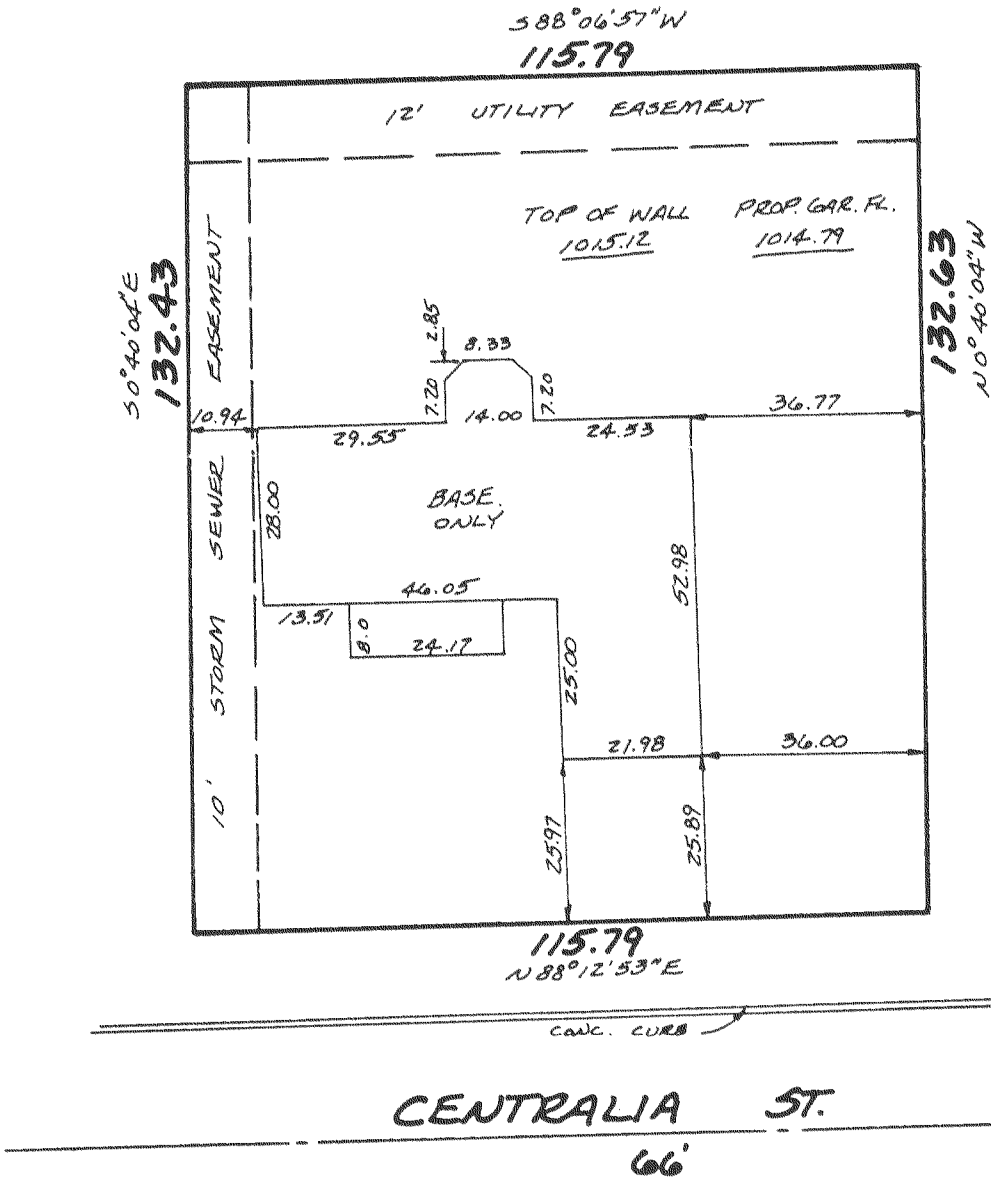 S 88°06'57"W
115.79
12' UTILITY EASEMENT
TOP OF WALL
1015.12
PROP. GAR. FL.
1014.79
S 0°40'04"E
132.43
132.63
N 0°40'04"W
10' STORM SEWER EASEMENT
2.85
8.33
7.20
14.00
7.20
10.94
29.55
24.53
36.77
28.00
BASE.
ONLY
52.98
46.05
13.51
8.0
24.17
25.00
21.98
36.00
25.97
25.89
115.79
N 88°12'53"E
CONC. CURB
CENTRALIA ST.
66'